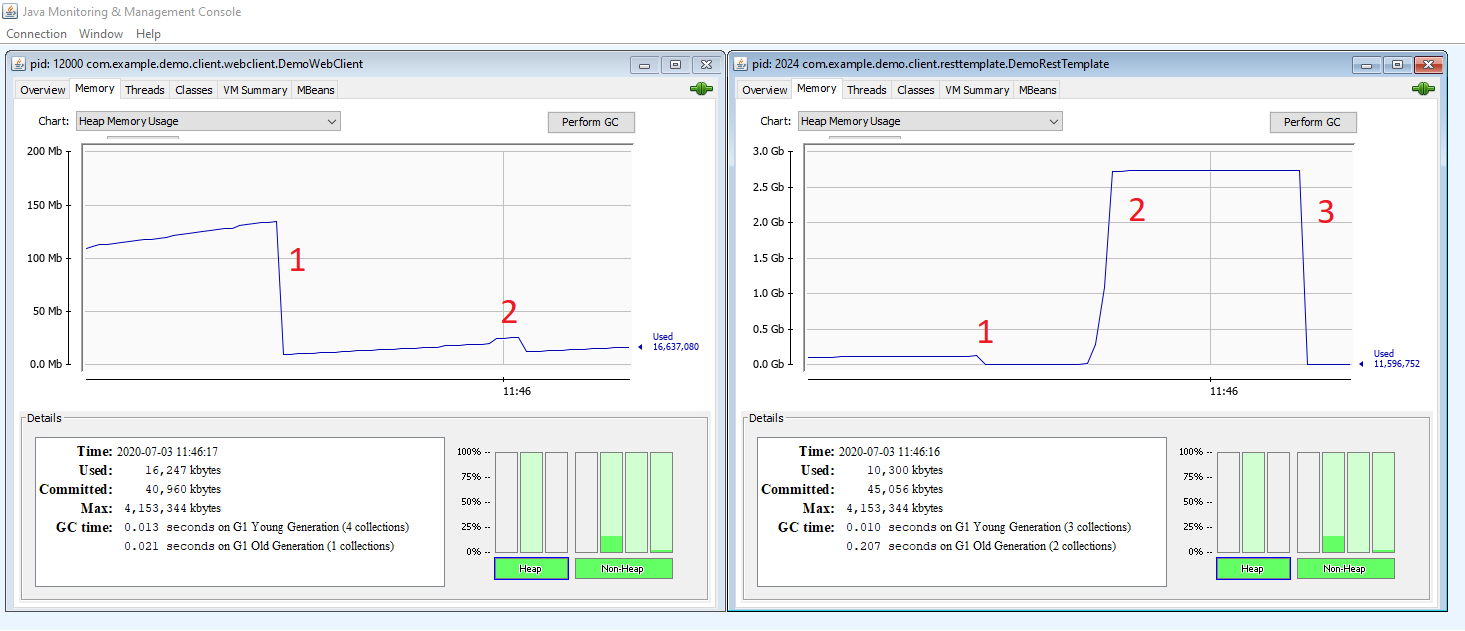 Java Monitoring & Management Console
Connection Window Help
pid: 12000 com.example.demo.client.webclient.DemoWebClient
Overview Memory Threads Classes VM Summary MBeans
Chart: Heap Memory Usage Perform GC
200 Mb
150 Mb
100 Mb
50 Mb
0.0 Mb
1
2
Used
16,637,080
11:46
Details
Time: 2020-07-03 11:46:17
Used: 16,247 kbytes
Committed: 40,960 kbytes
Max: 4,153,344 kbytes
GC time: 0.013 seconds on G1 Young Generation (4 collections)
0.021 seconds on G1 Old Generation (1 collections)
100% --
75% --
50% --
25% --
0% --
Heap Non-Heap
pid: 2024 com.example.demo.client.resttemplate.DemoRestTemplate
Overview Memory Threads Classes VM Summary MBeans
Chart: Heap Memory Usage Perform GC
3.0 Gb
2.5 Gb
2.0 Gb
1.5 Gb
1.0 Gb
0.5 Gb
0.0 Gb
1
2
3
Used
11,596,752
11:46
Details
Time: 2020-07-03 11:46:16
Used: 10,300 kbytes
Committed: 45,056 kbytes
Max: 4,153,344 kbytes
GC time: 0.010 seconds on G1 Young Generation (3 collections)
0.207 seconds on G1 Old Generation (2 collections)
100% --
75% --
50% --
25% --
0% --
Heap Non-Heap